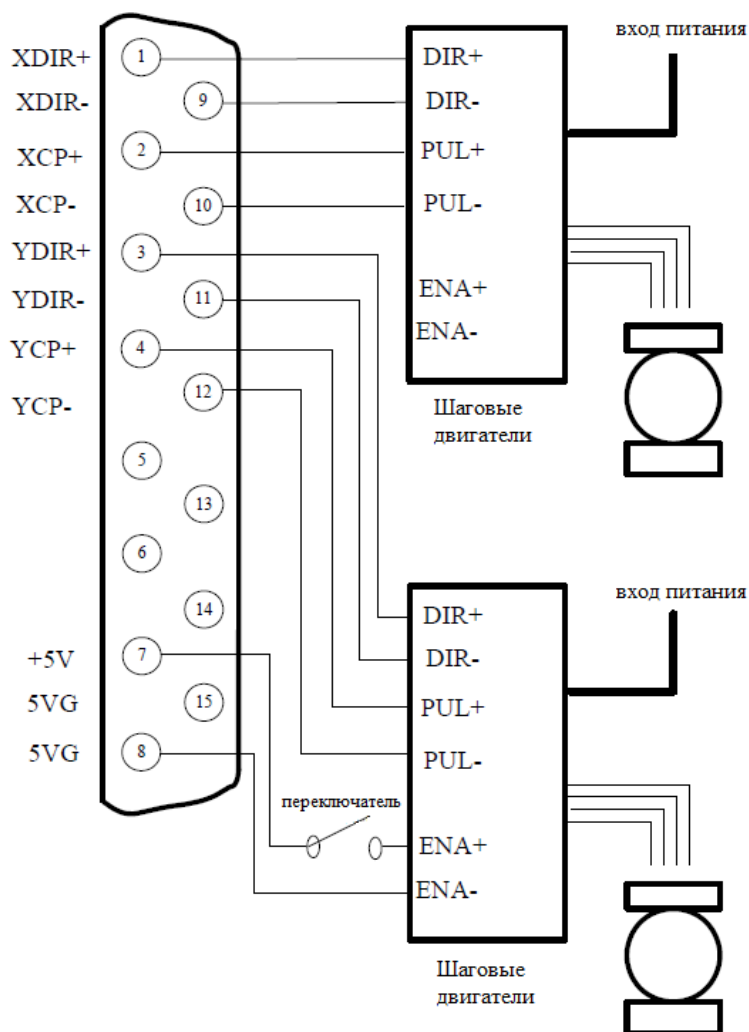 XDIR+
XDIR-
XCP+
XCP-
YDIR+
YDIR-
YCP+
YCP-
+5V
5VG
5VG
1
9
2
10
3
11
4
12
5
13
6
14
7
15
8
вход питания
DIR+
DIR-
PUL+
PUL-
ENA+
ENA-
Шаговые
двигатели
вход питания
DIR+
DIR-
PUL+
PUL-
переключатель
ENA+
ENA-
Шаговые
двигатели